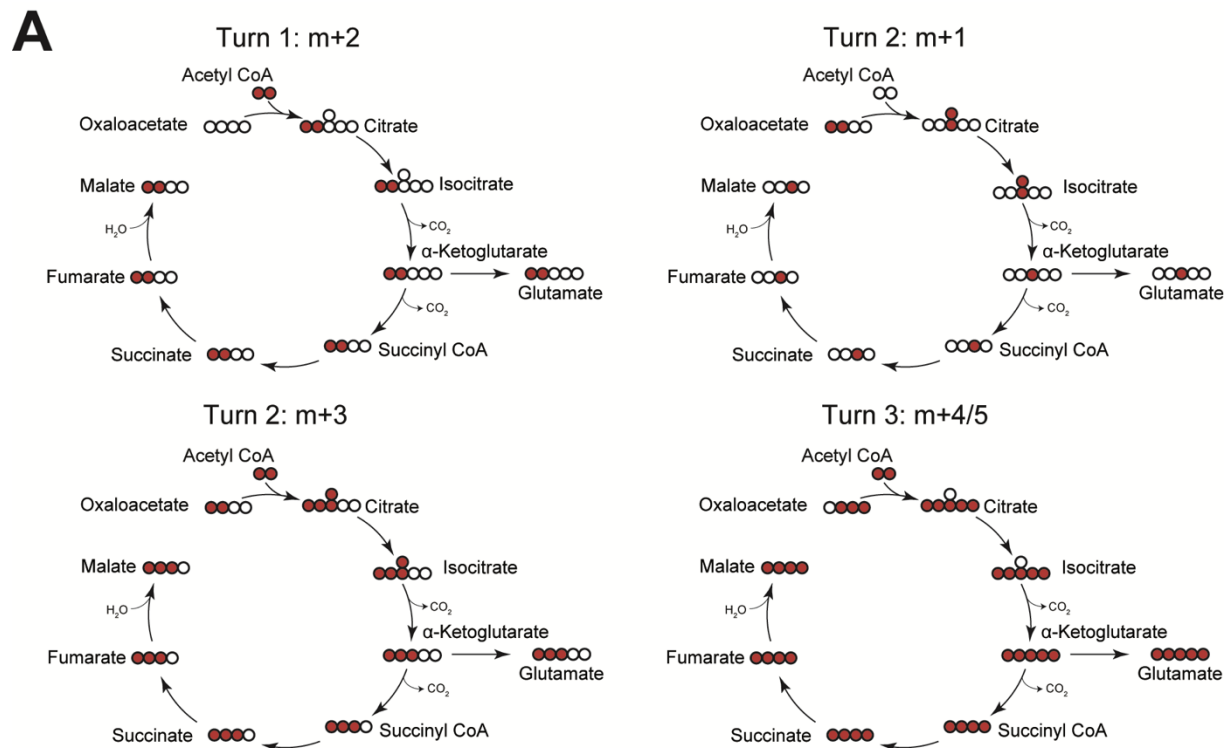 A
Turn 1: m+2
Acetyl CoA
Oxaloacetate
Citrate
Malate
Isocitrate
H2O
CO2
α-Ketoglutarate
Fumarate
Glutamate
CO2
Succinate
Succinyl CoA
Turn 2: m+1
Acetyl CoA
Oxaloacetate
Citrate
Malate
Isocitrate
H2O
CO2
α-Ketoglutarate
Fumarate
Glutamate
CO2
Succinate
Succinyl CoA
Turn 2: m+3
Acetyl CoA
Oxaloacetate
Citrate
Malate
Isocitrate
H2O
CO2
α-Ketoglutarate
Fumarate
Glutamate
CO2
Succinate
Succinyl CoA
Turn 3: m+4/5
Acetyl CoA
Oxaloacetate
Citrate
Malate
Isocitrate
H2O
CO2
α-Ketoglutarate
Fumarate
Glutamate
CO2
Succinate
Succinyl CoA